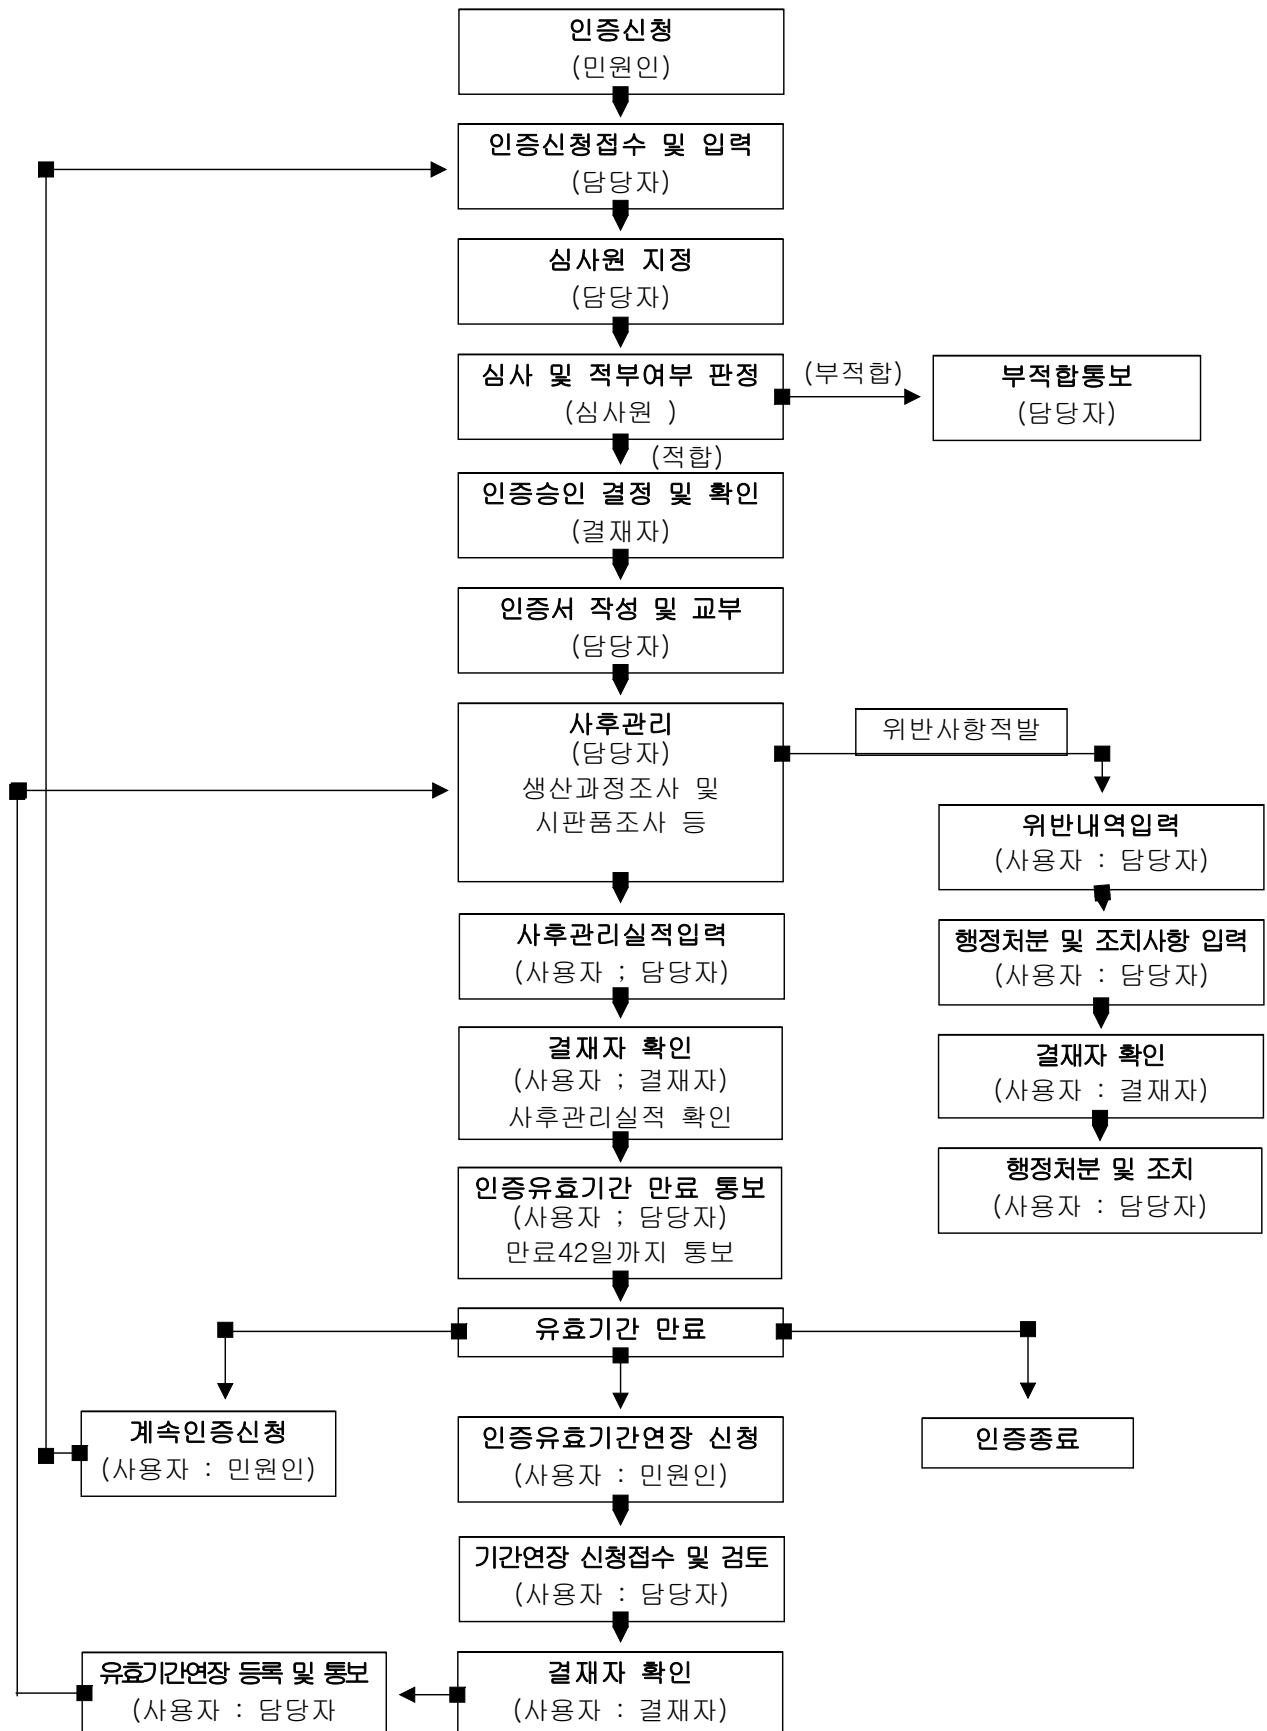 인증신청
(민원인)
인증신청접수 및 입력
(담당자)
심사원 지정
(담당자)
심사 및 적부여부 판정
(심사원 )
(부적합)
부적합통보
(담당자)
(적합)
인증승인 결정 및 확인
(결재자)
인증서 작성 및 교부
(담당자)
사후관리
(담당자)
생산과정조사 및
시판품조사 등
위반사항적발
위반내역입력
(사용자 : 담당자)
행정처분 및 조치사항 입력
(사용자 : 담당자)
결재자 확인
(사용자 : 결재자)
행정처분 및 조치
(사용자 : 담당자)
사후관리실적입력
(사용자 ; 담당자)
결재자 확인
(사용자 ; 결재자)
사후관리실적 확인
인증유효기간 만료 통보
(사용자 ; 담당자)
만료42일까지 통보
유효기간 만료
계속인증신청
(사용자 : 민원인)
인증유효기간연장 신청
(사용자 : 민원인)
인증종료
기간연장 신청접수 및 검토
(사용자 : 담당자)
결재자 확인
(사용자 : 결재자)
유효기간연장 등록 및 통보
(사용자 : 담당자